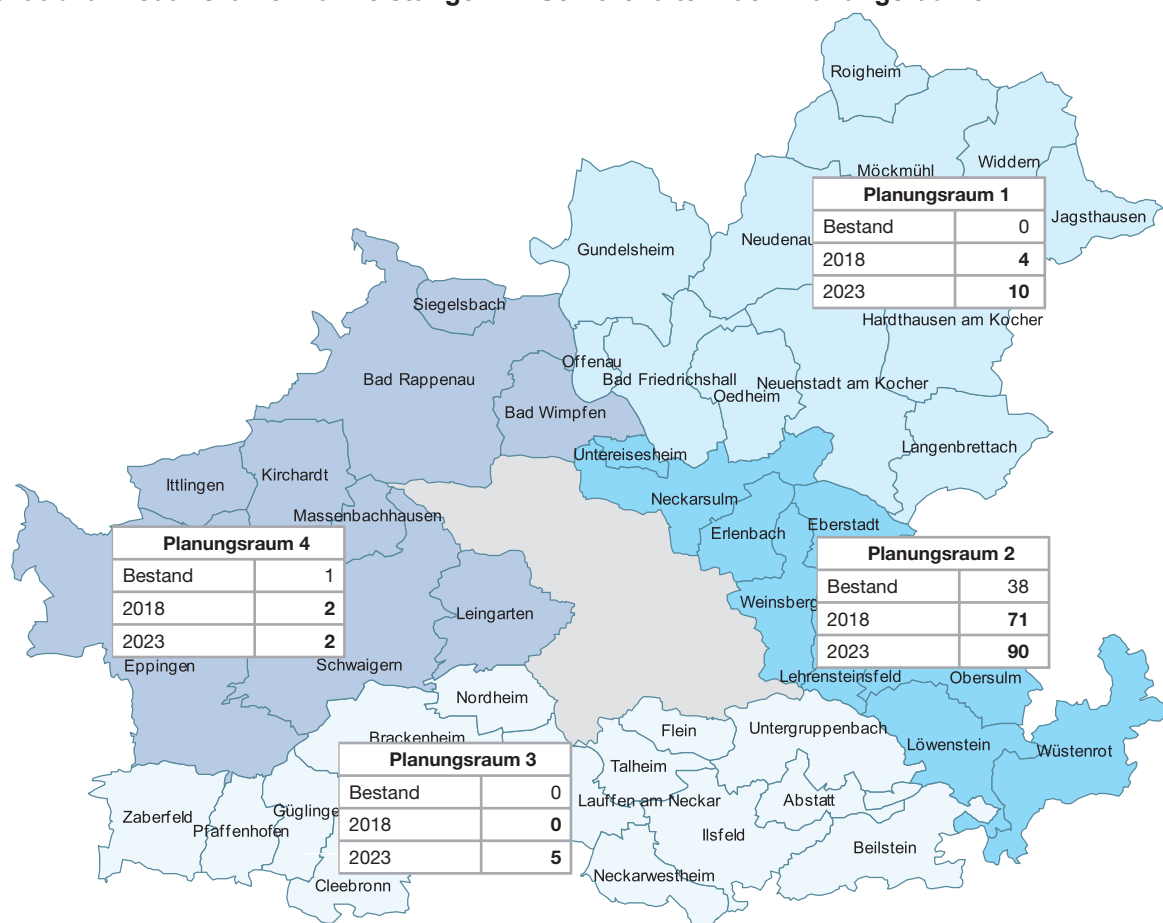 Roigheim
Möckmühl
Widdern
Jagsthausen
Gundelsheim
Neudenau
Planungsraum 1
Bestand 0
2018 4
2023 10
Hardthausen am Kocher
Siegelsbach
Bad Rappenau
Offenau
Bad Friedrichshall
Oedheim
Neuenstadt am Kocher
Bad Wimpfen
Langenbrettach
Untereisesheim
Ittlingen
Kirchardt
Neckarsulm
Massenbachhausen
Erlenbach
Eberstadt
Planungsraum 4
Bestand 1
2018 2
2023 2
Planungsraum 2
Bestand 38
2018 71
2023 90
Leingarten
Weinsberg
Eppingen
Schwaigern
Lehrensteinsfeld
Obersulm
Nordheim
Flein
Untergruppenbach
Löwenstein
Wüstenrot
Brackenheim
Planungsraum 3
Bestand 0
2018 0
2023 5
Talheim
Lauffen am Neckar
Abstatt
Zaberfeld
Pfaffenhofen
Ilsfeld
Beilstein
Neckarwestheim
Cleebronn